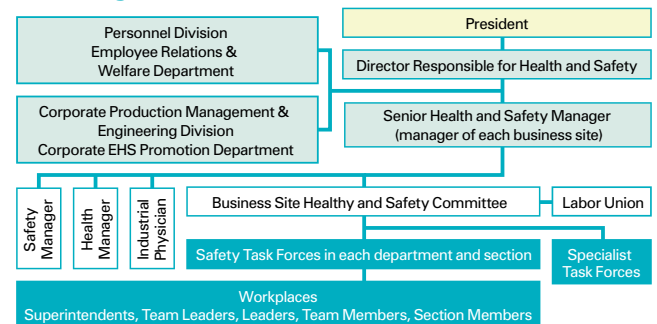 Personnel Division
Employee Relations &
Welfare Department
President
Director Responsible for Health and Safety
Corporate Production Management &
Engineering Division
Corporate EHS Promotion Department
Senior Health and Safety Manager
(manager of each business site)
Safety
Manager
Health
Manager
Industrial
Physician
Business Site Healthy and Safety Committee
Labor Union
Safety Task Forces in each department and section
Specialist
Task Forces
Workplaces
Superintendents, Team Leaders, Leaders, Team Members, Section Members